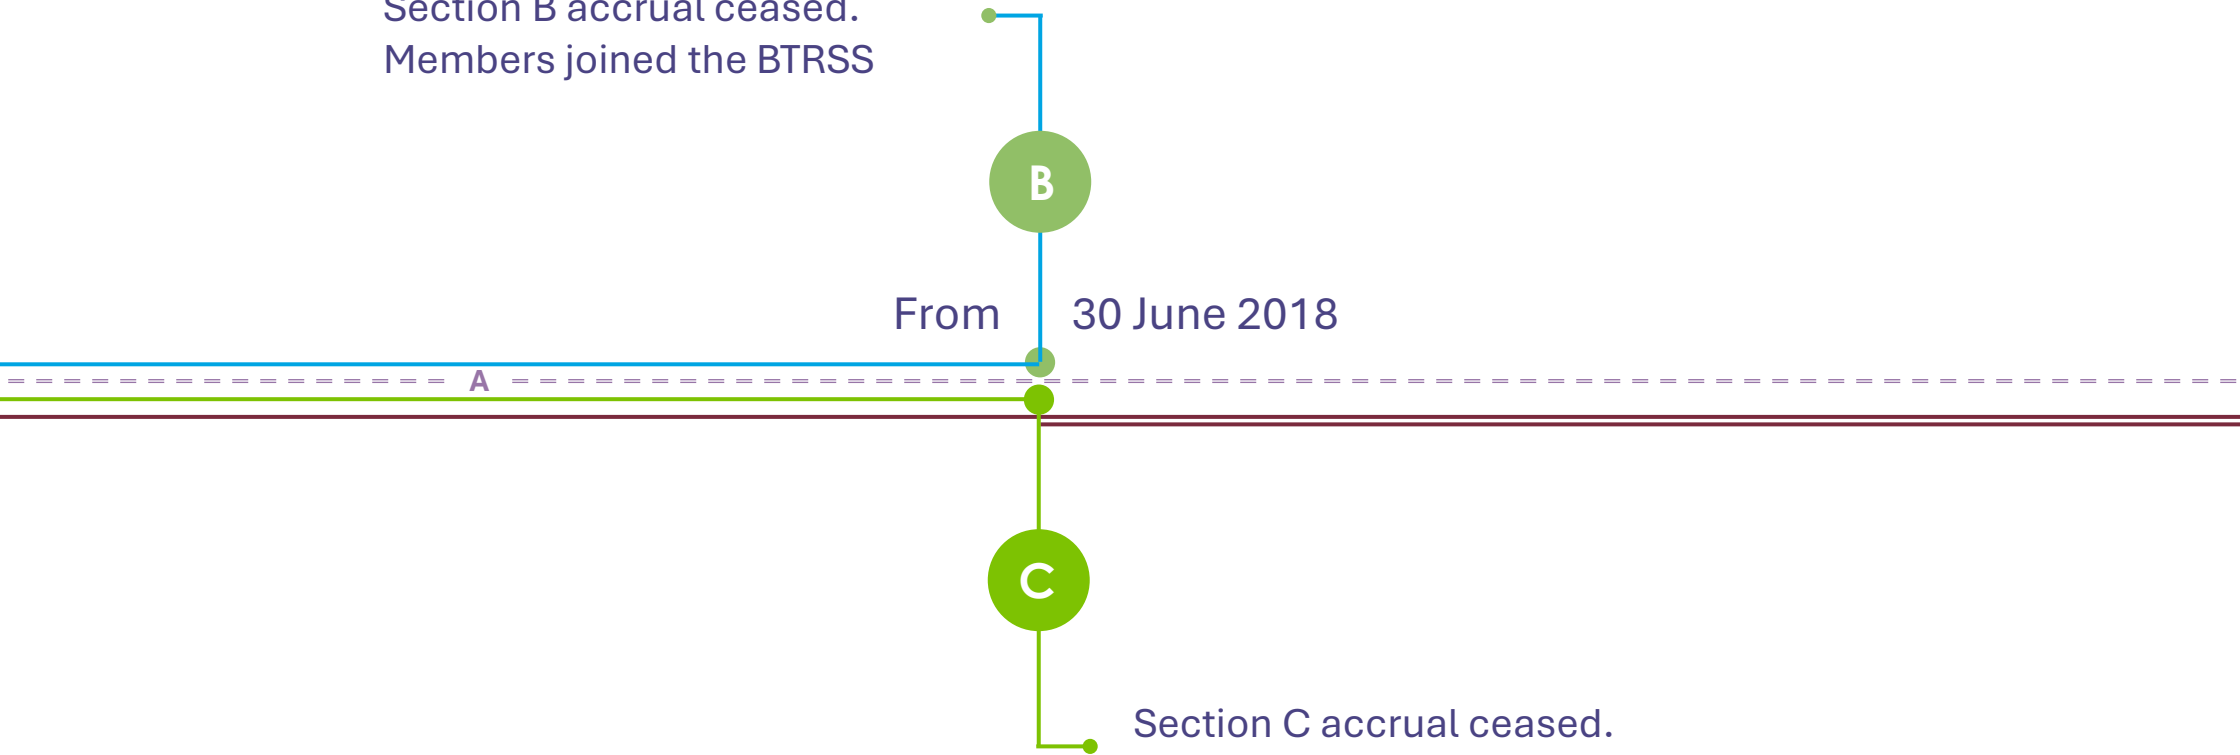 Section B accrual ceased.
Members joined the BTRSS
B
From 30 June 2018
A
C
Section C accrual ceased.